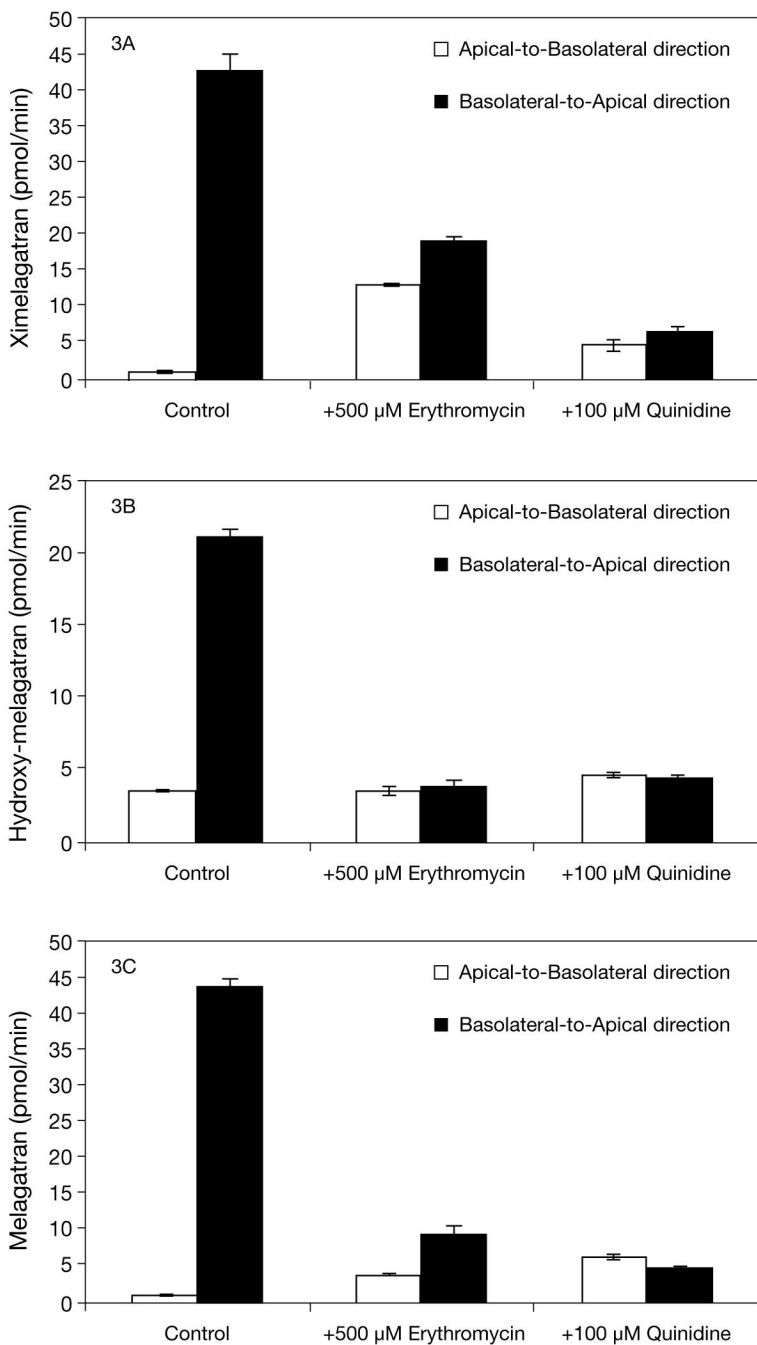 3A
Apical-to-Basolateral direction
Basolateral-to-Apical direction
Ximelagatran (pmol/min)
50
45
40
35
30
25
20
15
10
5
0
Control
+500 µM Erythromycin
+100 µM Quinidine
3B
Apical-to-Basolateral direction
Basolateral-to-Apical direction
Hydroxy-melagatran (pmol/min)
25
20
15
10
5
0
Control
+500 µM Erythromycin
+100 µM Quinidine
3C
Apical-to-Basolateral direction
Basolateral-to-Apical direction
Melagatran (pmol/min)
50
45
40
35
30
25
20
15
10
5
0
Control
+500 µM Erythromycin
+100 µM Quinidine